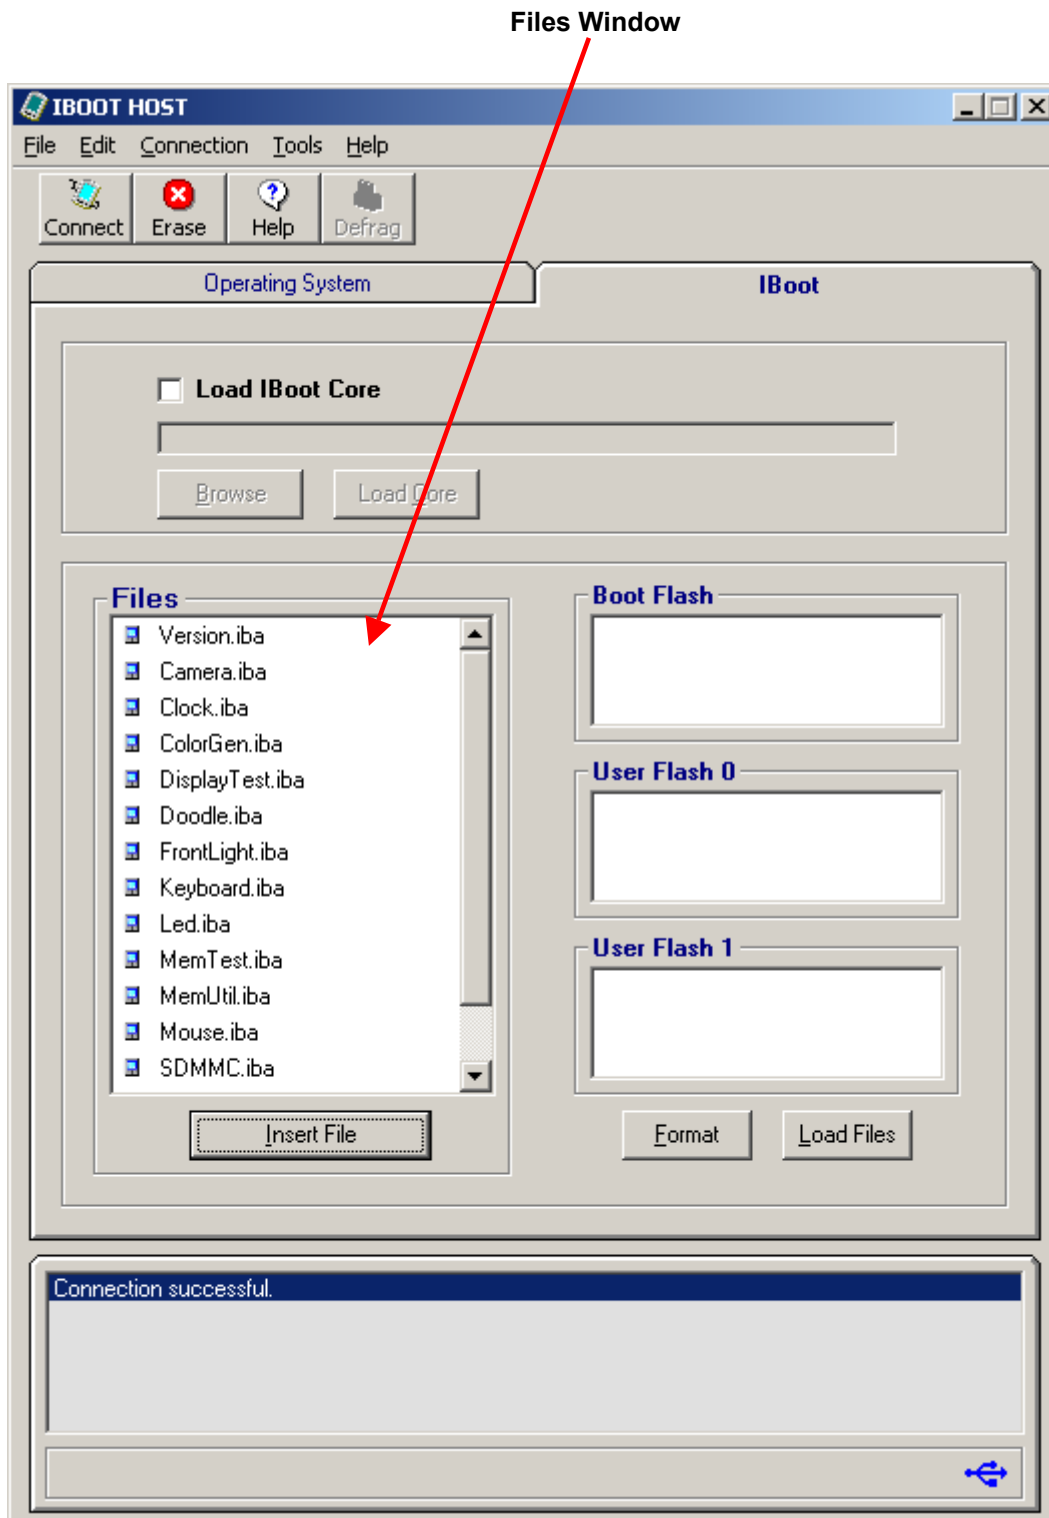 Files Window
IBOOT HOST
File Edit Connection Tools Help
Connect Erase Help Defrag
Operating System IBoot
Load IBoot Core
Browse Load Core
Files
Version.iba
Camera.iba
Clock.iba
ColorGen.iba
DisplayTest.iba
Doodle.iba
FrontLight.iba
Keyboard.iba
Led.iba
MemTest.iba
MemUtil.iba
Mouse.iba
SDMMC.iba
Insert File
Boot Flash
User Flash 0
User Flash 1
Format Load Files
Connection successful.